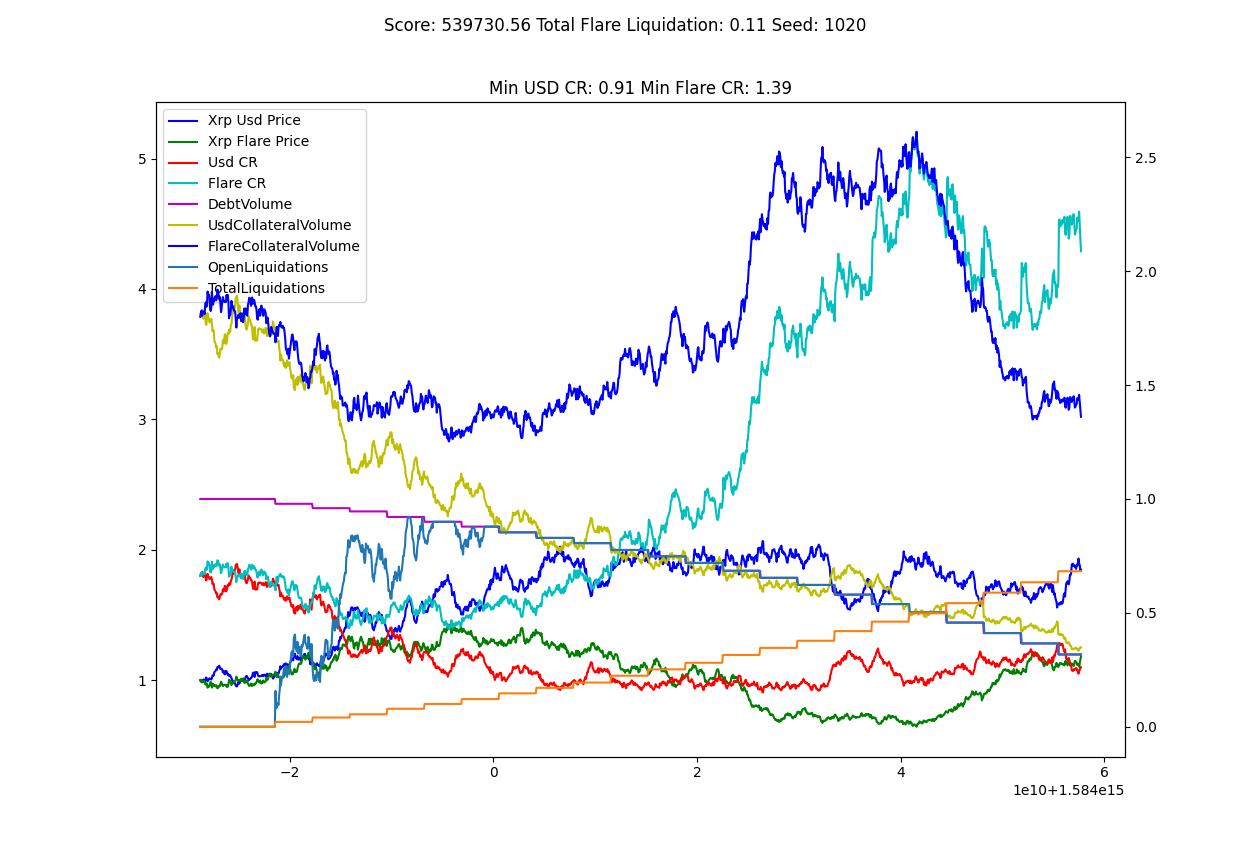 Score: 539730.56 Total Flare Liquidation: 0.11 Seed: 1020
Min USD CR: 0.91 Min Flare CR: 1.39
Xrp Usd Price
Xrp Flare Price
Usd CR
Flare CR
DebtVolume
UsdCollateralVolume
FlareCollateralVolume
OpenLiquidations
TotalLiquidations
5
4
3
2
1
2.5
2.0
1.5
1.0
0.5
0.0
−2 0 2 4 6
1e10+1.584e15